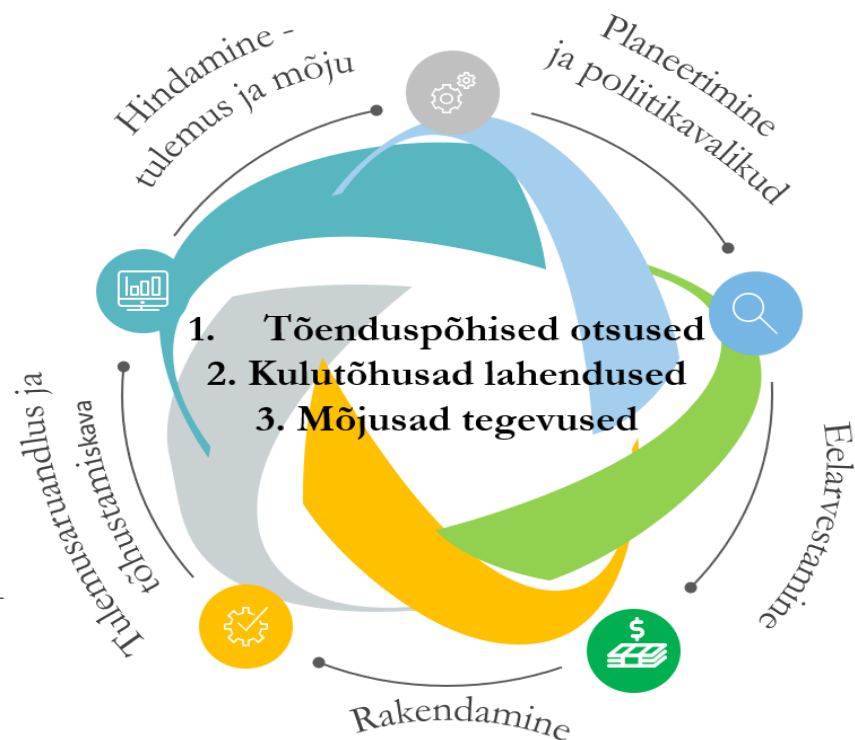 Hindamine -
tulemus ja mõju
Planeerimine
ja poliitikavalikud
1. Tõenduspõhised otsused
2. Kulutõhusad lahendused
3. Mõjusad tegevused
Eelarvestamine
$
Rakendamine
Tulemusaruandlus ja
tõhustamiskava